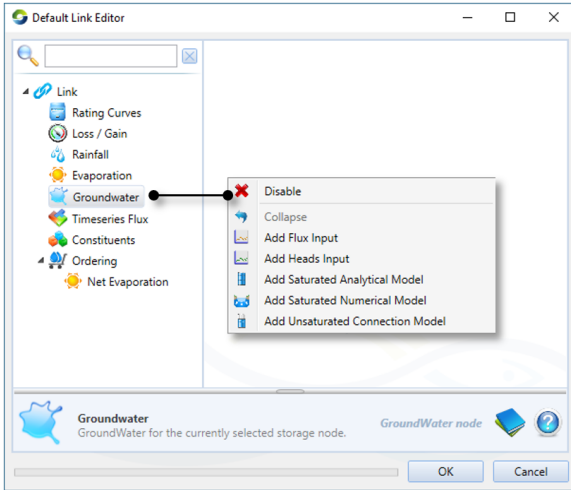 Default Link Editor
Link
Rating Curves
Loss / Gain
Rainfall
Evaporation
Groundwater
Timeseries Flux
Constituents
Ordering
Net Evaporation
Disable
Collapse
Add Flux Input
Add Heads Input
Add Saturated Analytical Model
Add Saturated Numerical Model
Add Unsaturated Connection Model
Groundwater
GroundWater for the currently selected storage node.
GroundWater node
OK
Cancel